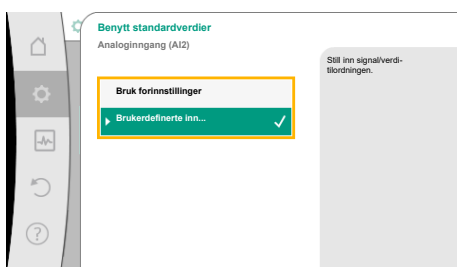 Benytt standardverdier
Analoginngang (AI2)
Bruk forinnstillinger
Brukerdefinerte inn...
Still inn signal/verdi-
tilordningen.